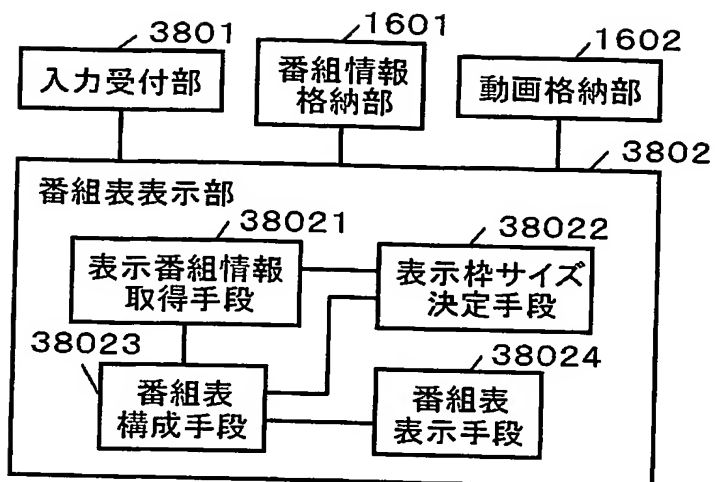 3801
1601
1602
入力受付部
番組情報
格納部
動画格納部
3802
番組表表示部
38021
38022
表示番組情報
取得手段
表示枠サイズ
決定手段
38023
38024
番組表
構成手段
番組表
表示手段